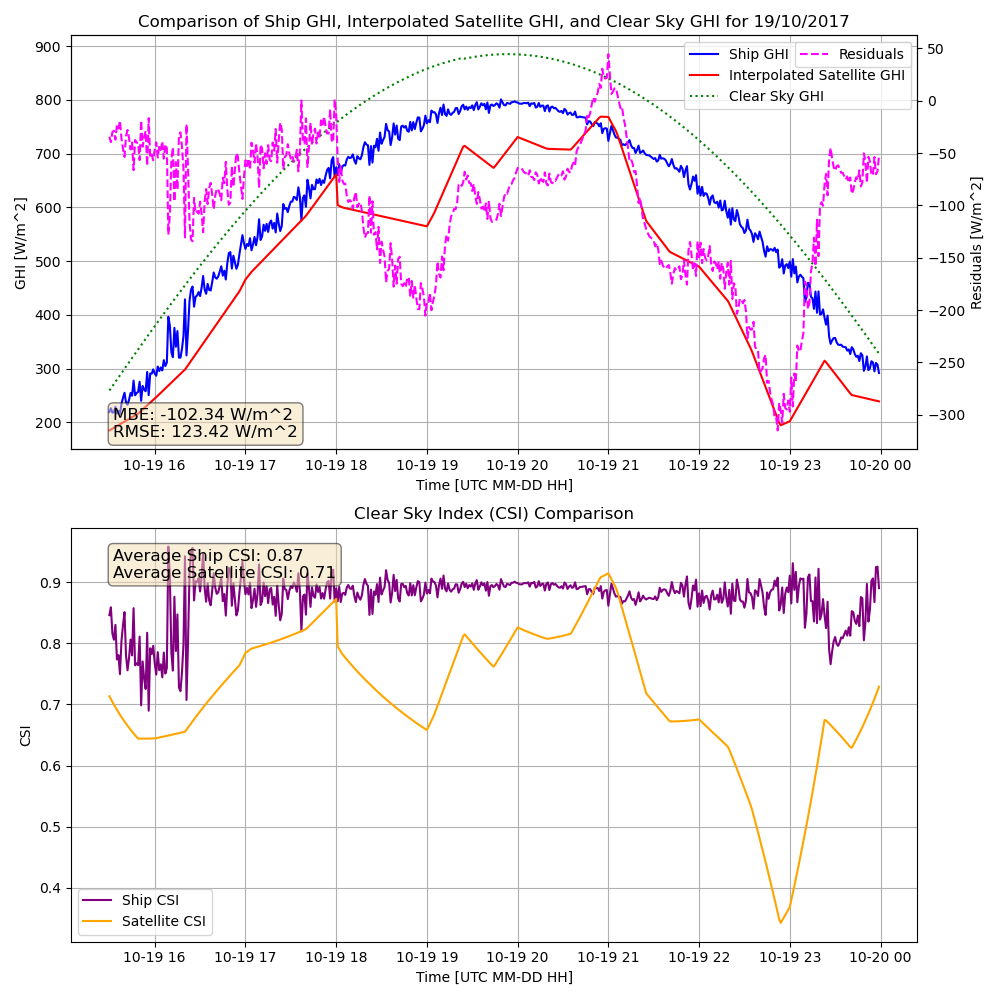 Comparison of Ship GHI, Interpolated Satellite GHI, and Clear Sky GHI for 19/10/2017
900
800
700
600
500
400
300
200
GHI [W/m^2]
50
0
−50
−100
−150
−200
−250
−300
Residuals [W/m^2]
Ship GHI
Residuals
Interpolated Satellite GHI
Clear Sky GHI
MBE: -102.34 W/m^2
RMSE: 123.42 W/m^2
10-19 16 10-19 17 10-19 18 10-19 19 10-19 20 10-19 21 10-19 22 10-19 23 10-20 00
Time [UTC MM-DD HH]
Clear Sky Index (CSI) Comparison
Average Ship CSI: 0.87
Average Satellite CSI: 0.71
0.9
0.8
0.7
0.6
0.5
0.4
CSI
Ship CSI
Satellite CSI
10-19 16 10-19 17 10-19 18 10-19 19 10-19 20 10-19 21 10-19 22 10-19 23 10-20 00
Time [UTC MM-DD HH]